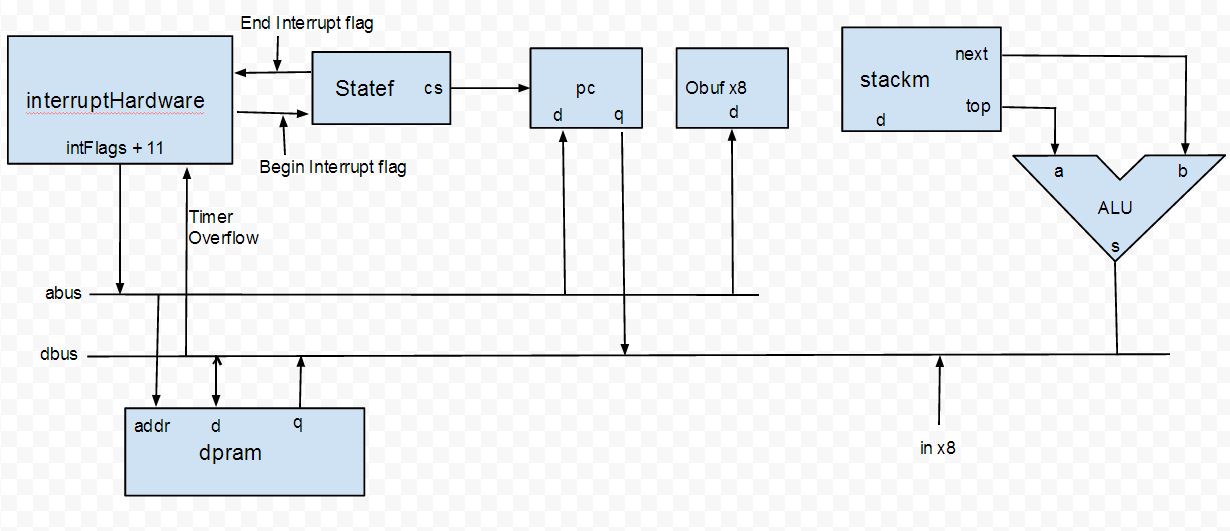 End Interrupt flag
interruptHardware
intFlags + 11
Statef cs
Begin Interrupt flag
pc
d q
Obuf x8
d
stackm
next
top
d
a b
ALU
s
Timer
Overflow
abus
dbus
addr d q
dpram
in x8